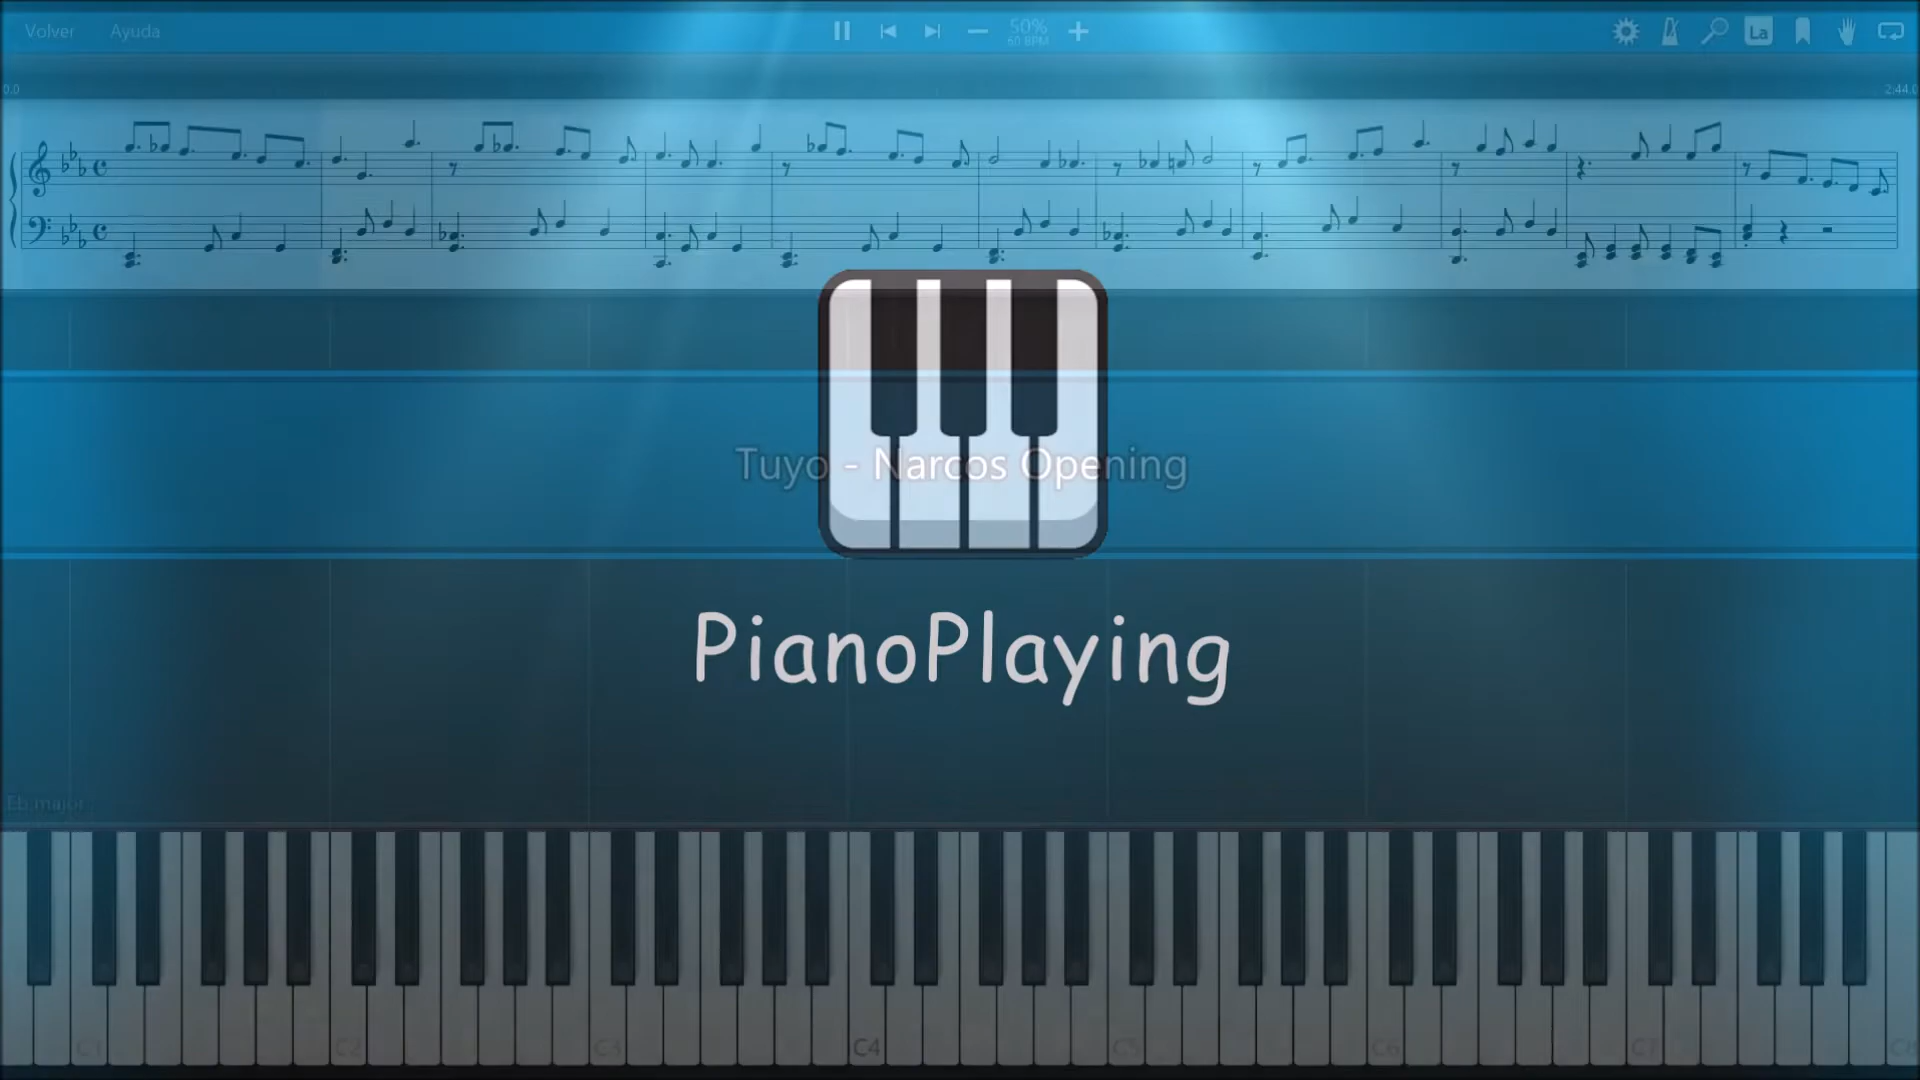 Volver Ayuda
50%
60 BPM
La
0.0
2:44.0
Tuyo - Narcos Opening
PianoPlaying
Eb major
C1 C2 C3 C4 C5 C6 C7 C8